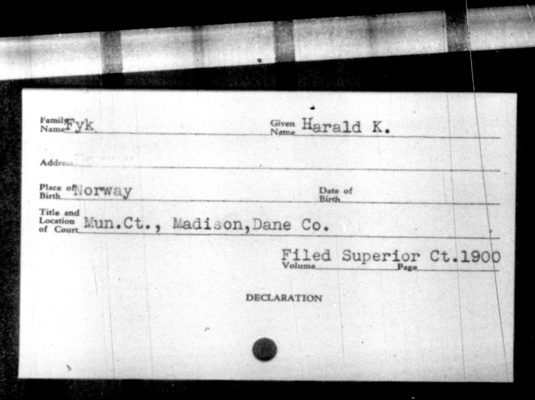 Family Name Fyk Given Name Harald K.
Address
Place of Birth Norway Date of Birth
Title and Location of Court Mun.Ct., Madison,Dane Co.
Filed Superior Ct.1900
Volume Page
DECLARATION